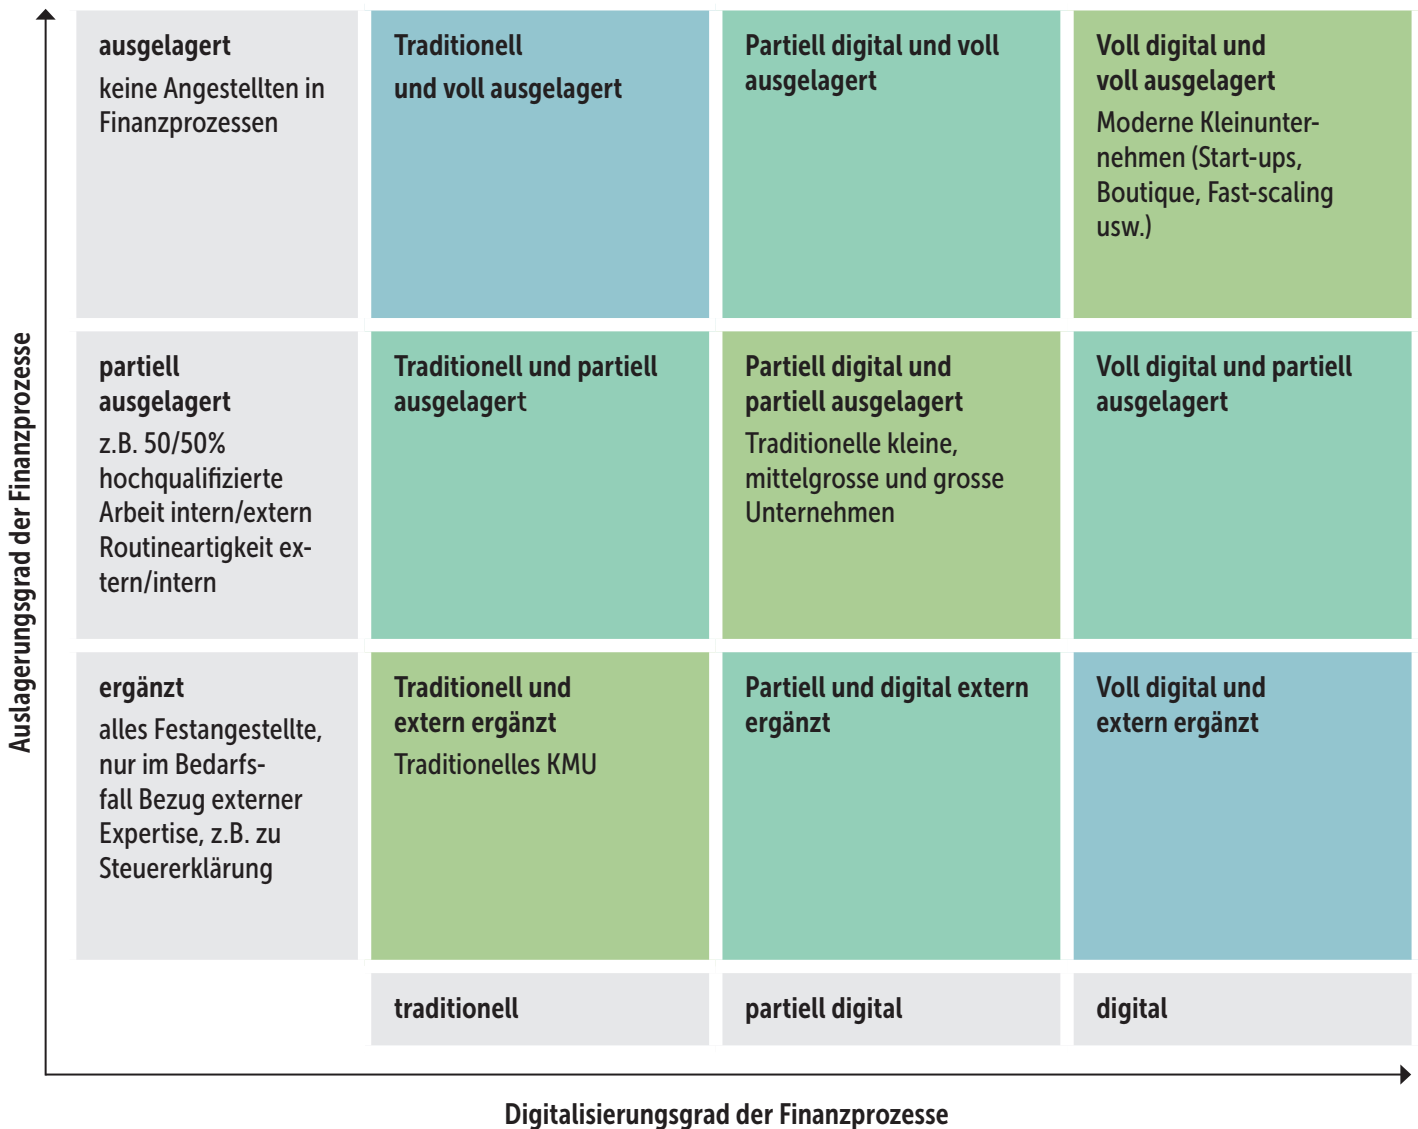 Auslagerungsgrad der Finanzprozesse
ausgelagert
keine Angestellten in
Finanzprozessen
Traditionell
und voll ausgelagert
Partiell digital und voll
ausgelagert
Voll digital und
voll ausgelagert
Moderne Kleinunter-
nehmen (Start-ups,
Boutique, Fast-scaling
usw.)
partiell
ausgelagert
z.B. 50/50%
hochqualifizierte
Arbeit intern/extern
Routineartigkeit ex-
tern/intern
Traditionell und partiell
ausgelagert
Partiell digital und
partiell ausgelagert
Traditionelle kleine,
mittelgrosse und grosse
Unternehmen
Voll digital und partiell
ausgelagert
ergänzt
alles Festangestellte,
nur im Bedarfs-
fall Bezug externer
Expertise, z.B. zu
Steuererklärung
Traditionell und
extern ergänzt
Traditionelles KMU
Partiell und digital extern
ergänzt
Voll digital und
extern ergänzt
traditionell
partiell digital
digital
Digitalisierungsgrad der Finanzprozesse